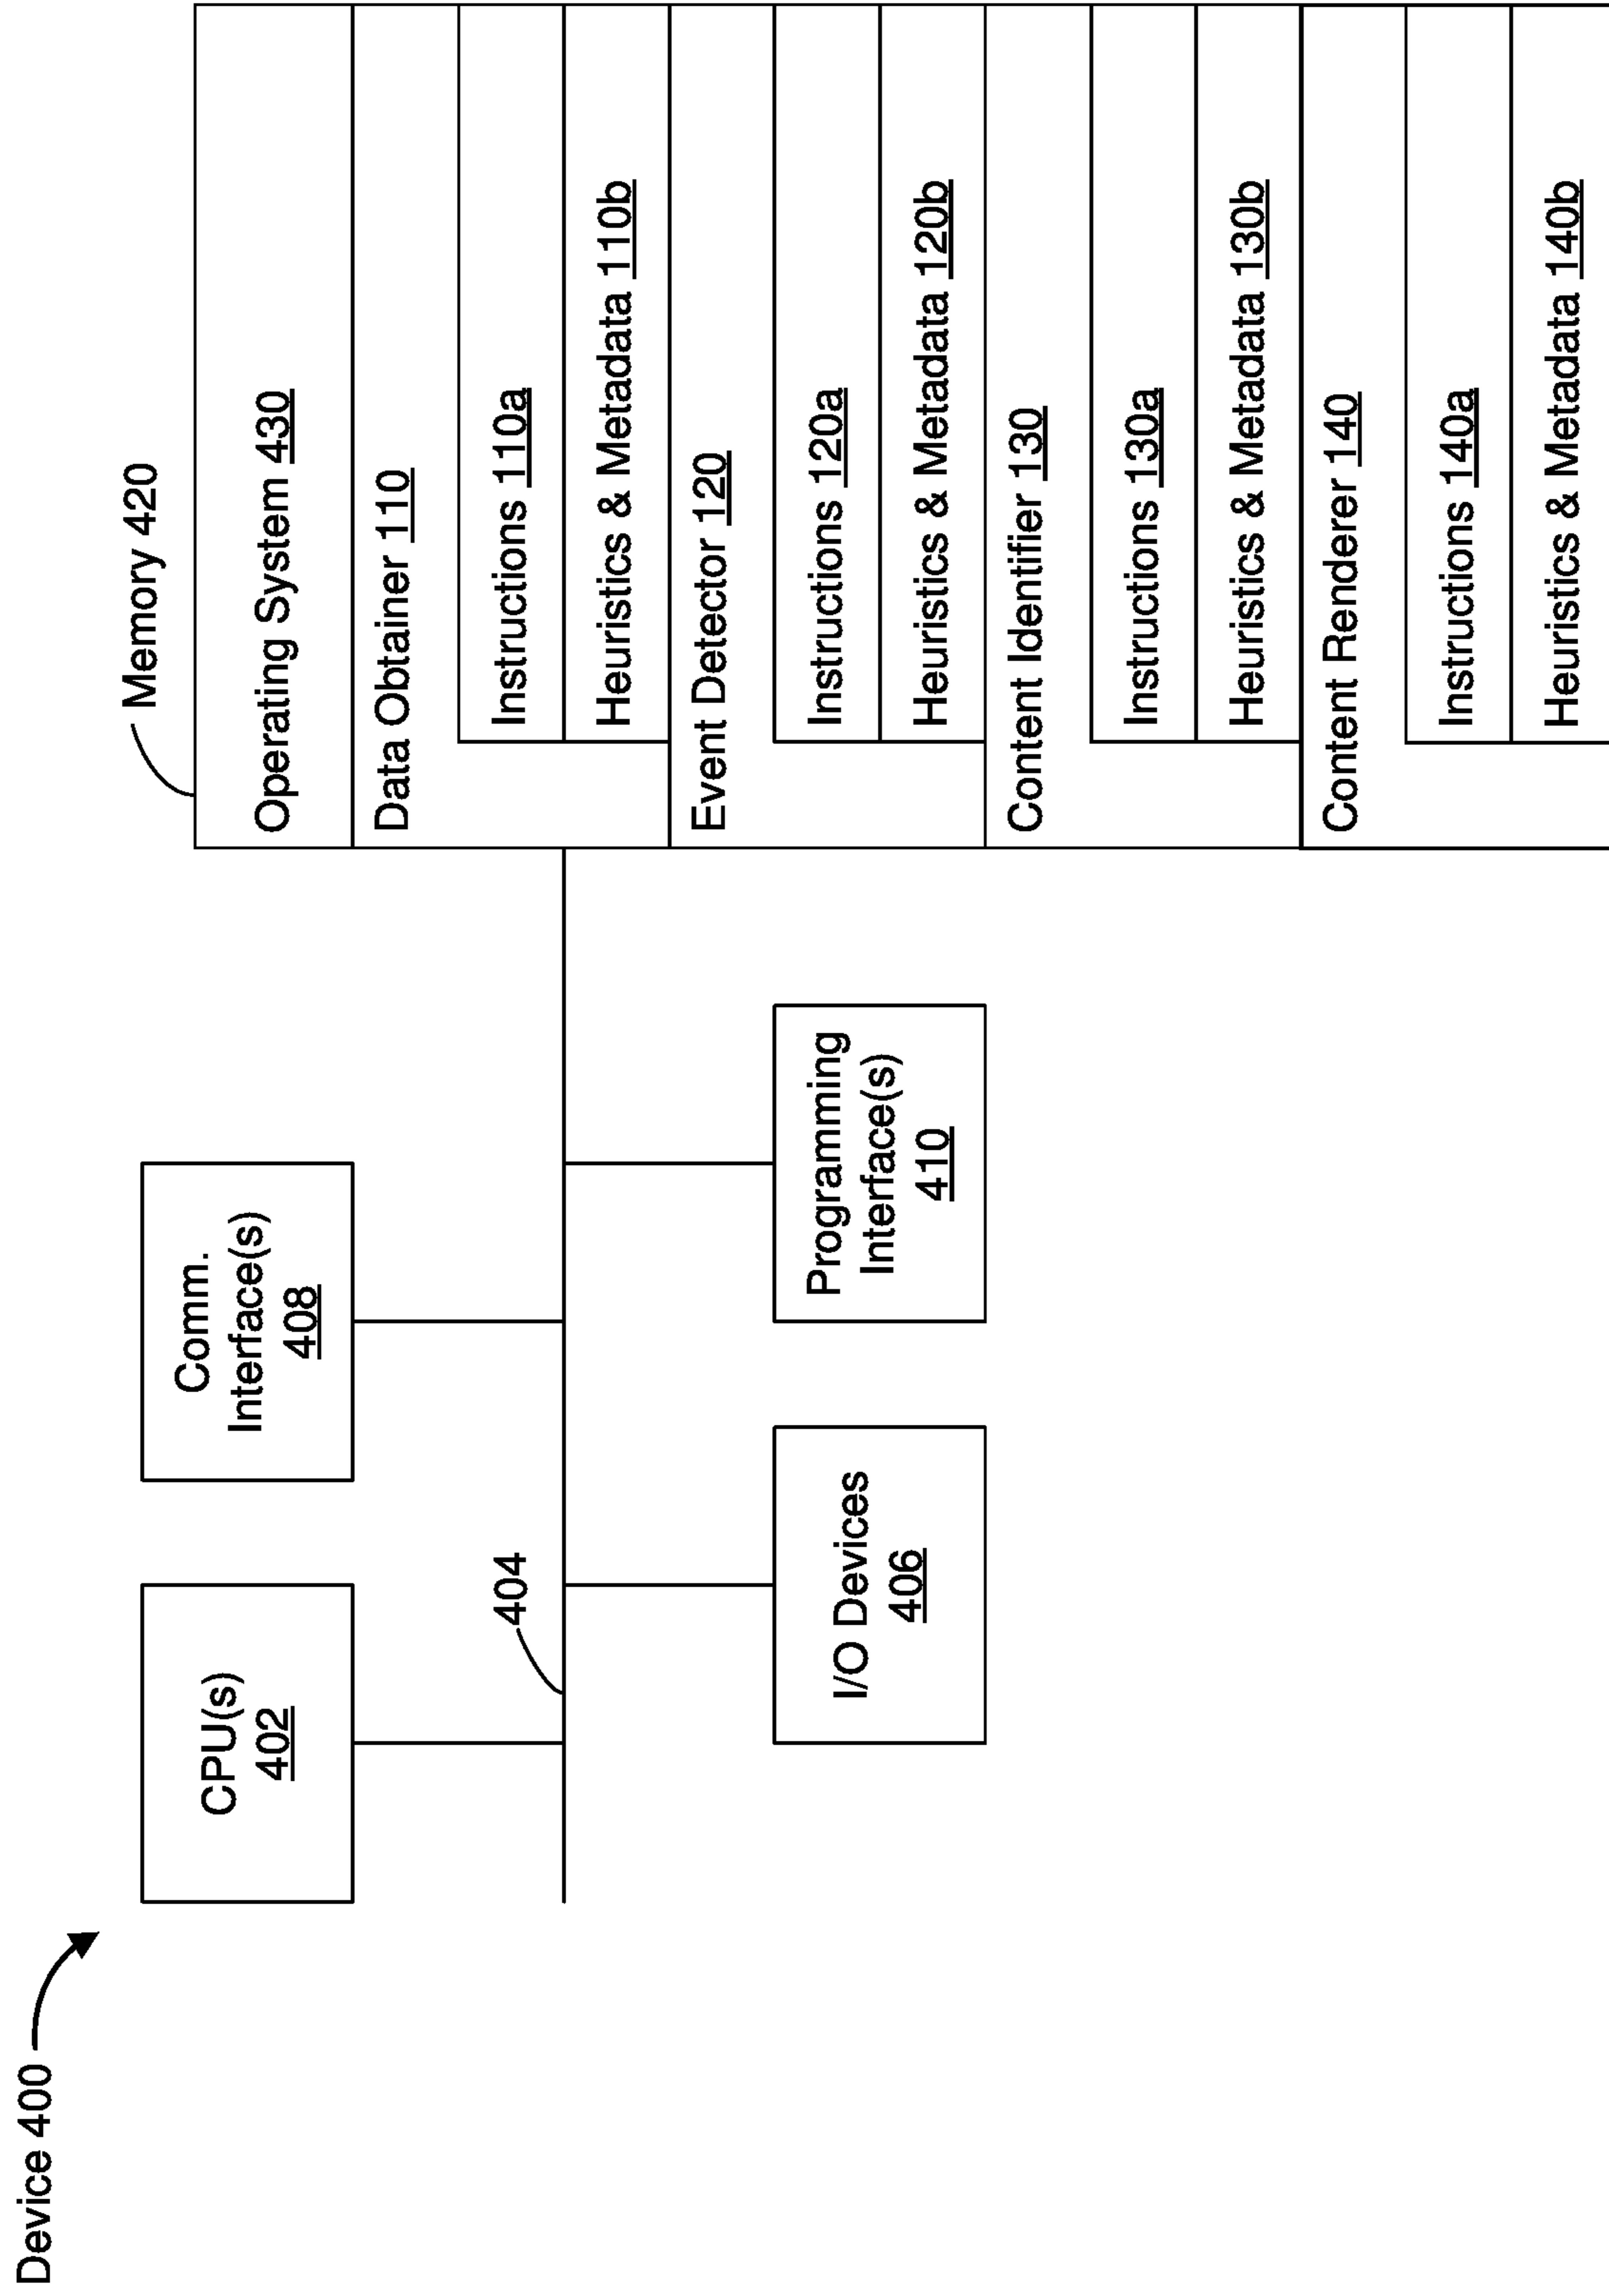 Device 400
CPU(s)
402
Comm.
Interface(s)
408
404
I/O Devices
406
Programming
Interface(s)
410
Memory 420
Operating System 430
Data Obtainer 110
Instructions 110a
Heuristics & Metadata 110b
Event Detector 120
Instructions 120a
Heuristics & Metadata 120b
Content Identifier 130
Instructions 130a
Heuristics & Metadata 130b
Content Renderer 140
Instructions 140a
Heuristics & Metadata 140b